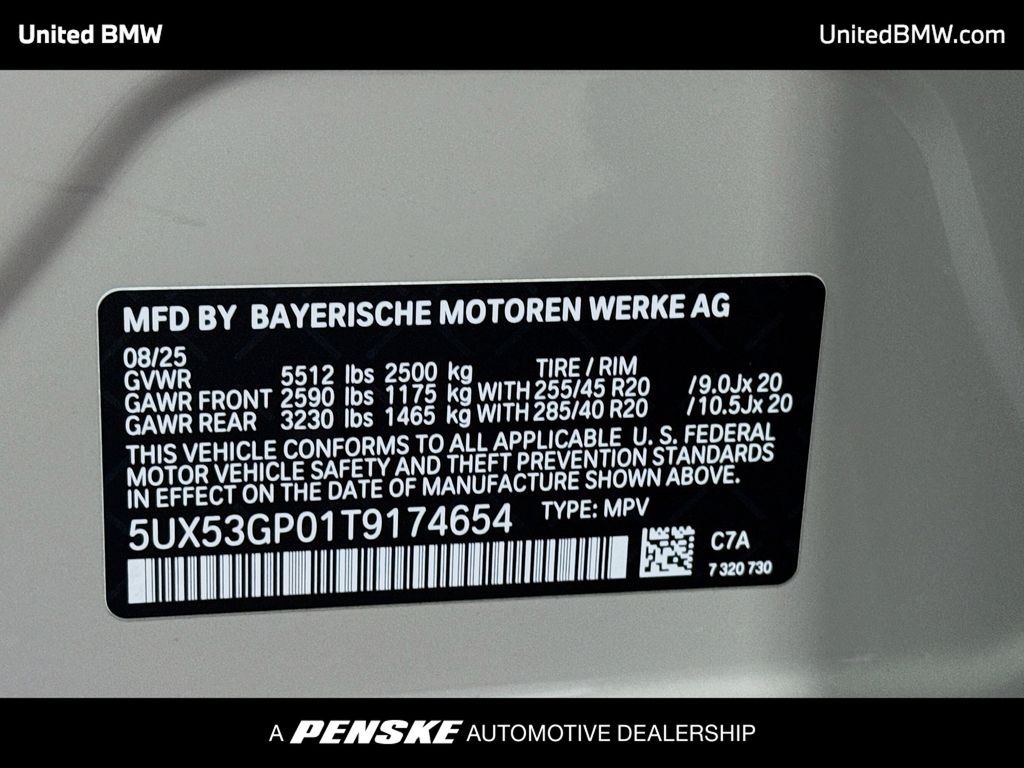 United BMW
UnitedBMW.com
MFD BY BAYERISCHE MOTOREN WERKE AG
08/25
TIRE / RIM
GVWR 5512 lbs 2500 kg
GAWR FRONT 2590 lbs 1175 kg WITH 255/45 R20 /9.0Jx 20
GAWR REAR 3230 lbs 1465 kg WITH 285/40 R20 /10.5Jx 20
THIS VEHICLE CONFORMS TO ALL APPLICABLE U. S. FEDERAL
MOTOR VEHICLE SAFETY AND THEFT PREVENTION STANDARDS
IN EFFECT ON THE DATE OF MANUFACTURE SHOWN ABOVE.
5UX53GP01T9174654 TYPE: MPV
C7A
7 320 730
A PENSKE AUTOMOTIVE DEALERSHIP